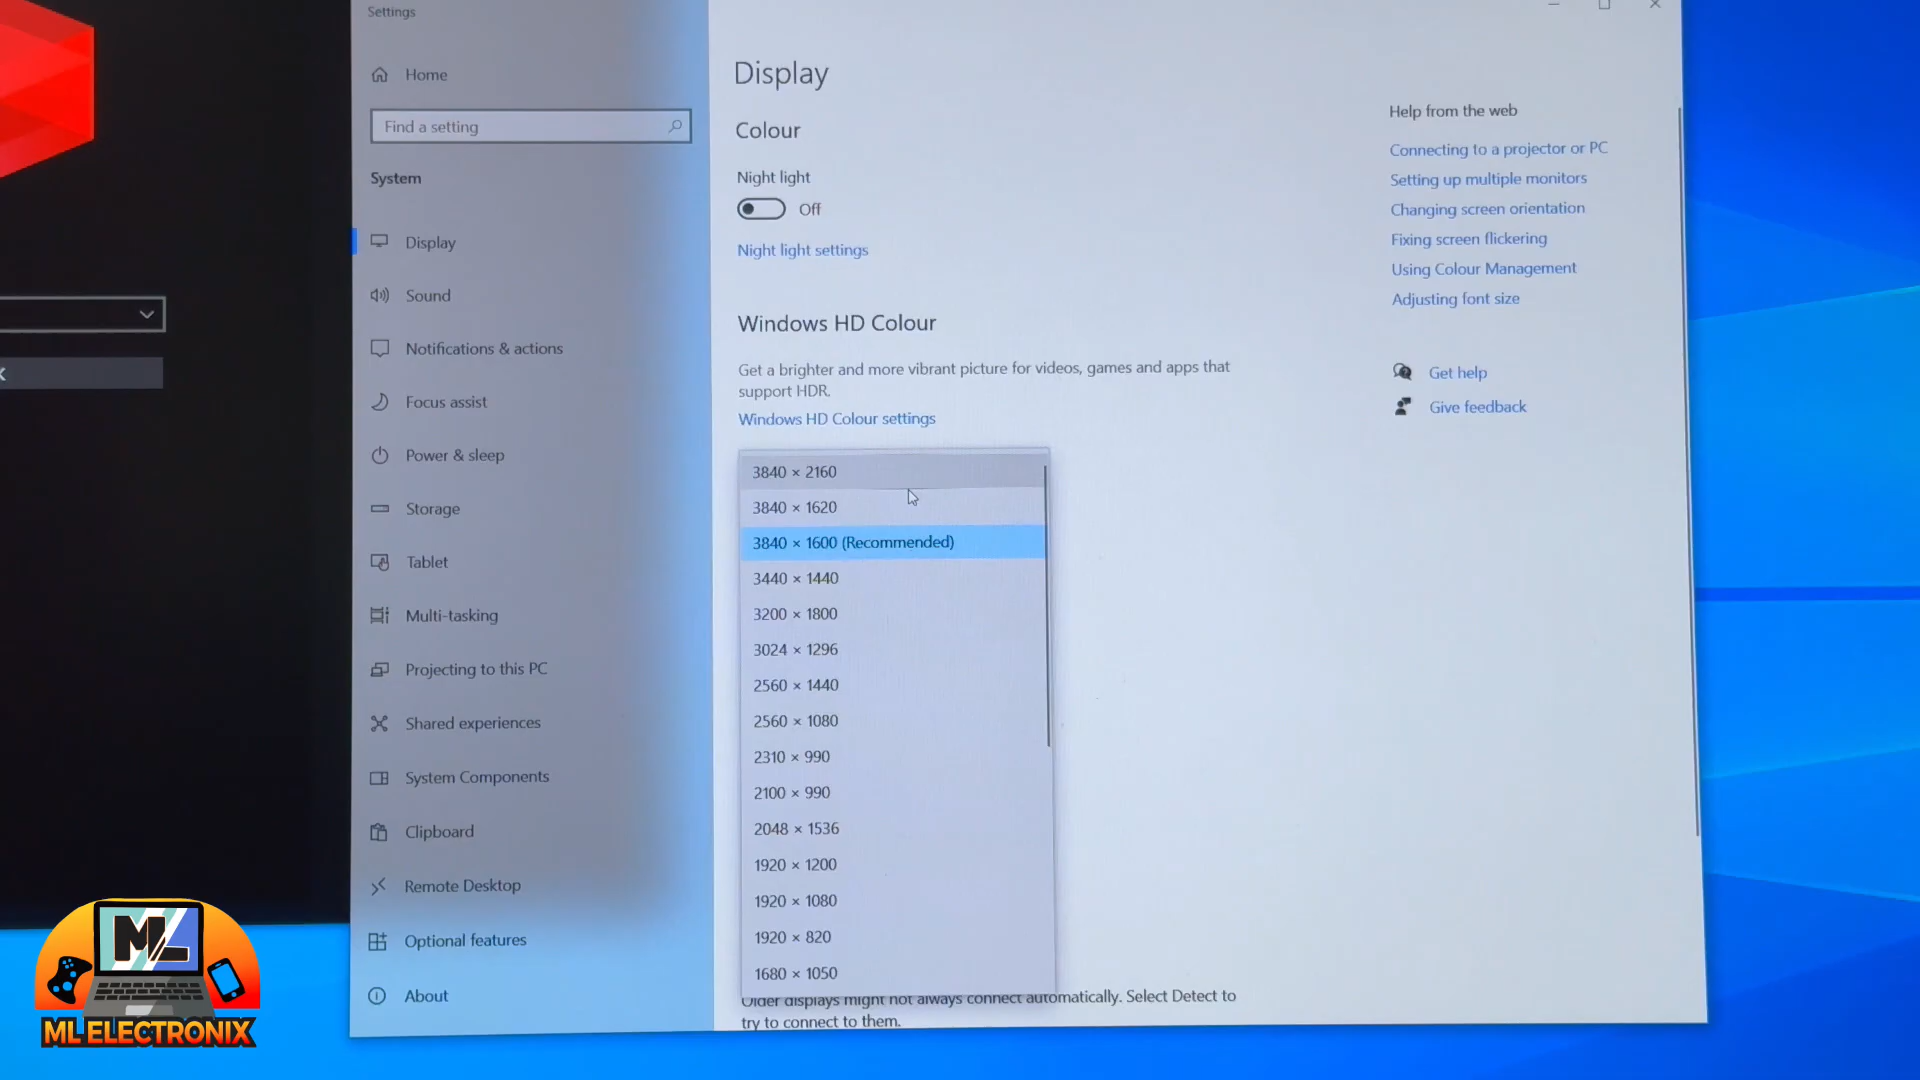 Settings
Home
Find a setting
System
Display
Sound
Notifications & actions
Focus assist
Power & sleep
Storage
Tablet
Multi-tasking
Projecting to this PC
Shared experiences
System Components
Clipboard
Remote Desktop
Optional features
About
Display
Colour
Night light
Off
Night light settings
Windows HD Colour
Get a brighter and more vibrant picture for videos, games and apps that
support HDR.
Windows HD Colour settings
3840 × 2160
3840 × 1620
3840 × 1600 (Recommended)
3440 × 1440
3200 × 1800
3024 × 1296
2560 × 1440
2560 × 1080
2310 × 990
2100 × 990
2048 × 1536
1920 × 1200
1920 × 1080
1920 × 820
1680 × 1050
Older displays might not always connect automatically. Select Detect to
try to connect to them.
Help from the web
Connecting to a projector or PC
Setting up multiple monitors
Changing screen orientation
Fixing screen flickering
Using Colour Management
Adjusting font size
Get help
Give feedback
ML
ML ELECTRONIX